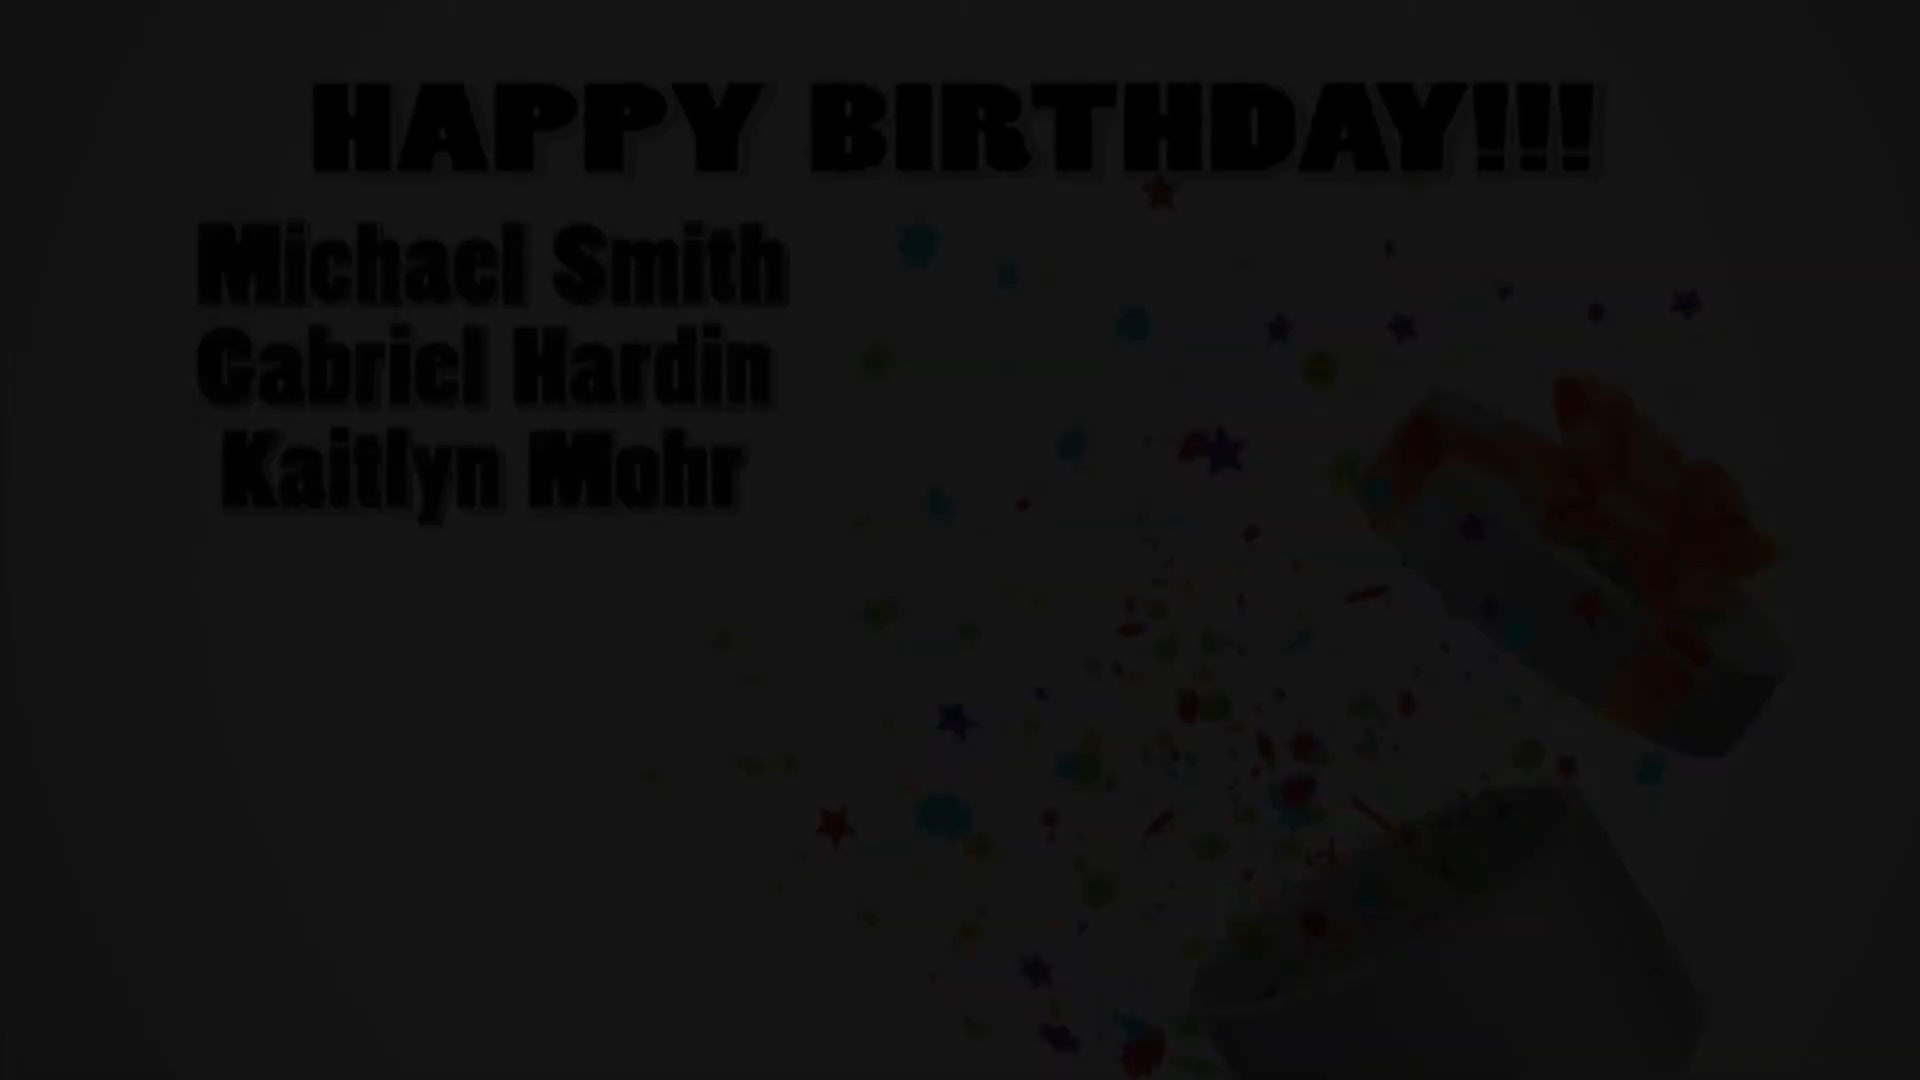 HAPPY BIRTHDAY!!!
Michael Smith
Gabriel Hardin
Kaitlyn Mohr